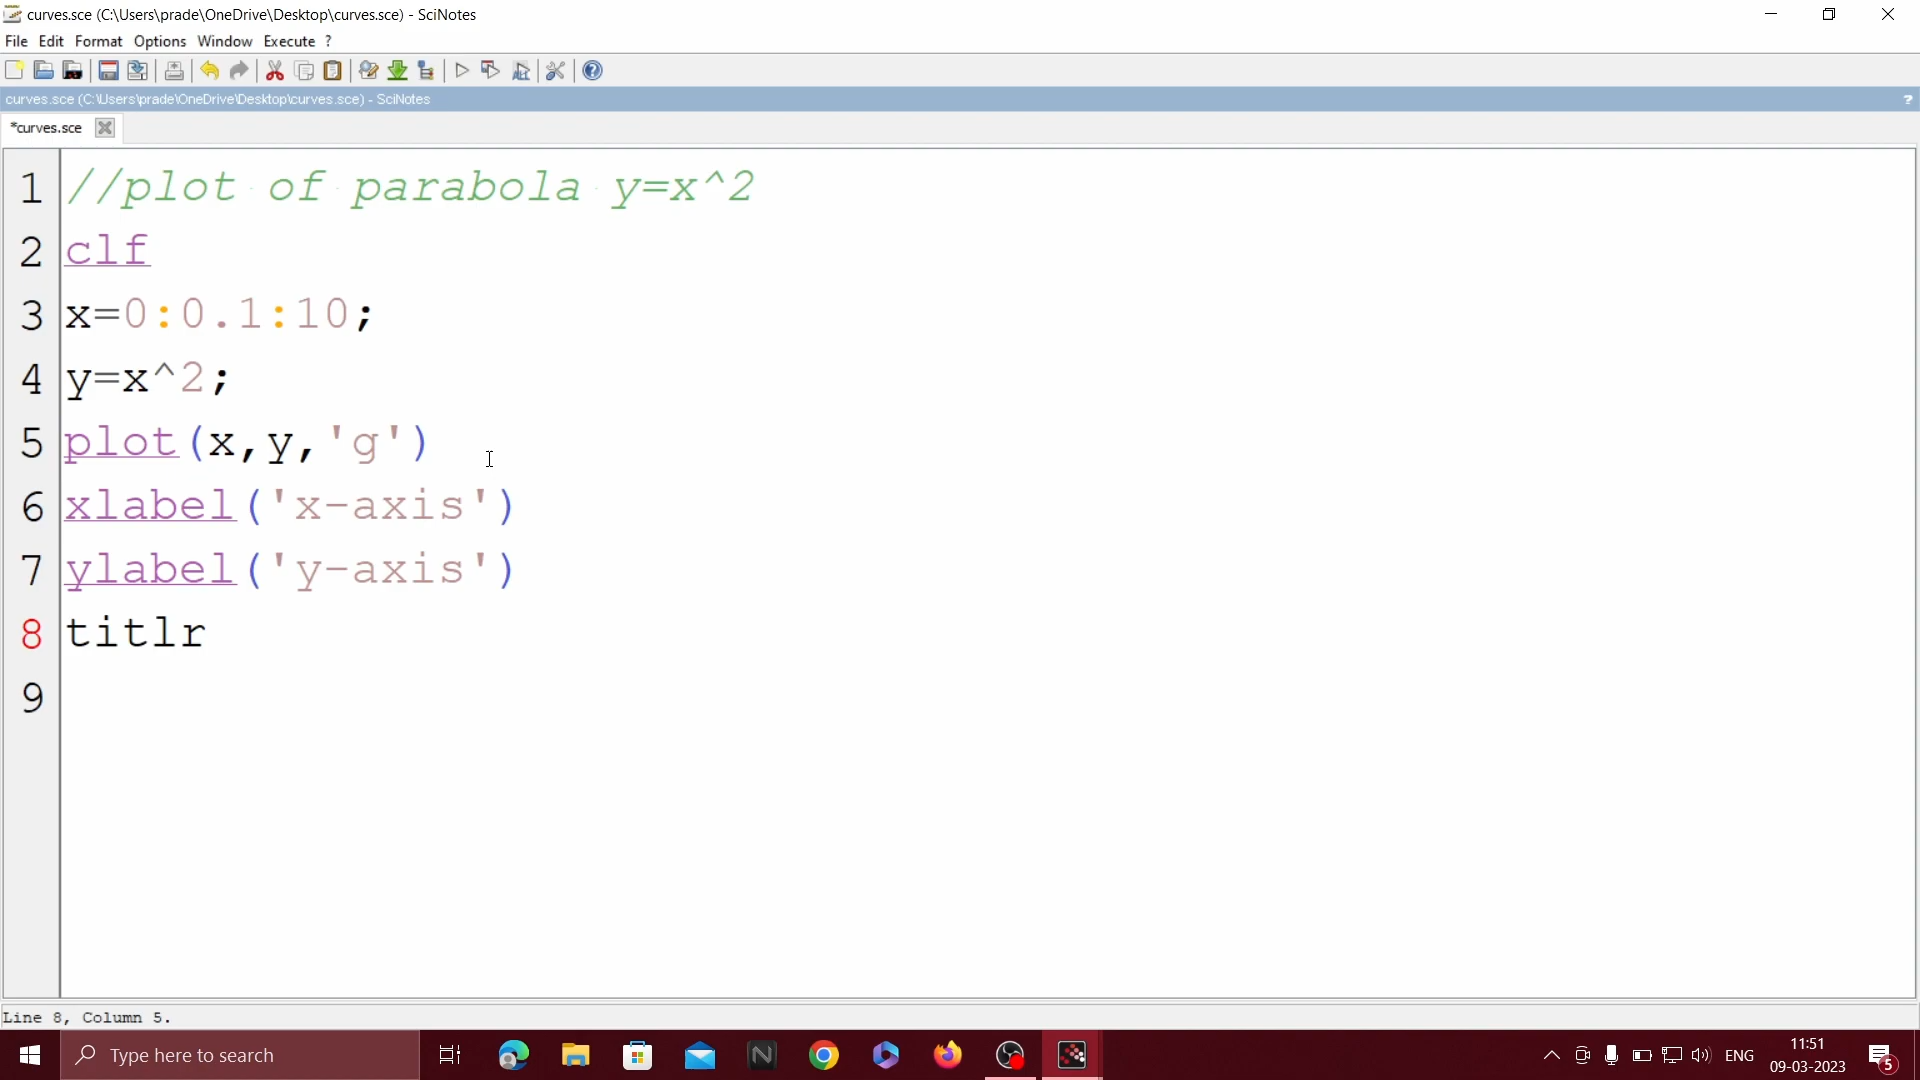 curves.sce (C:\Users\prade\OneDrive\Desktop\curves.sce) - SciNotes
File Edit Format Options Window Execute ?
curves.sce (C:\Users\prade\OneDrive\Desktop\curves.sce) - SciNotes ?
*curves.sce
1 //plot of parabola y=x^2
2 clf
3 x=0:0.1:10;
4 y=x^2;
5 plot(x,y,'g')
6 xlabel('x-axis')
7 ylabel('y-axis')
8 titlr
9
Line 8, Column 5.
Type here to search
ENG
11:51
09-03-2023
5